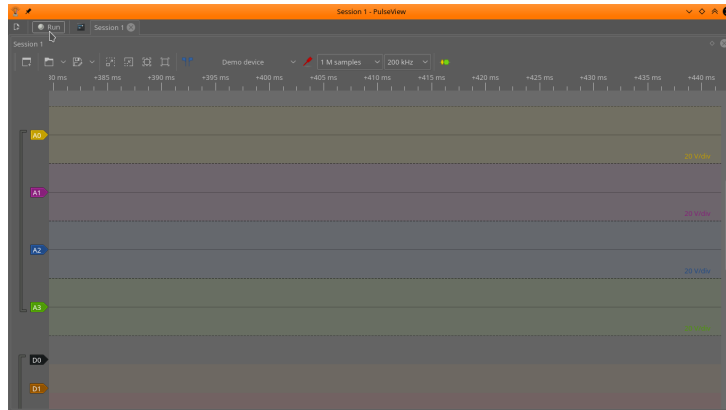 Session 1 - PulseView
Run
Session 1
Session 1
Demo device
1 M samples
200 kHz
+385 ms +390 ms +395 ms +400 ms +405 ms +410 ms +415 ms +420 ms +425 ms +430 ms +435 ms +440 ms
A0
20 V/div
A1
20 V/div
A2
20 V/div
A3
D0
D1